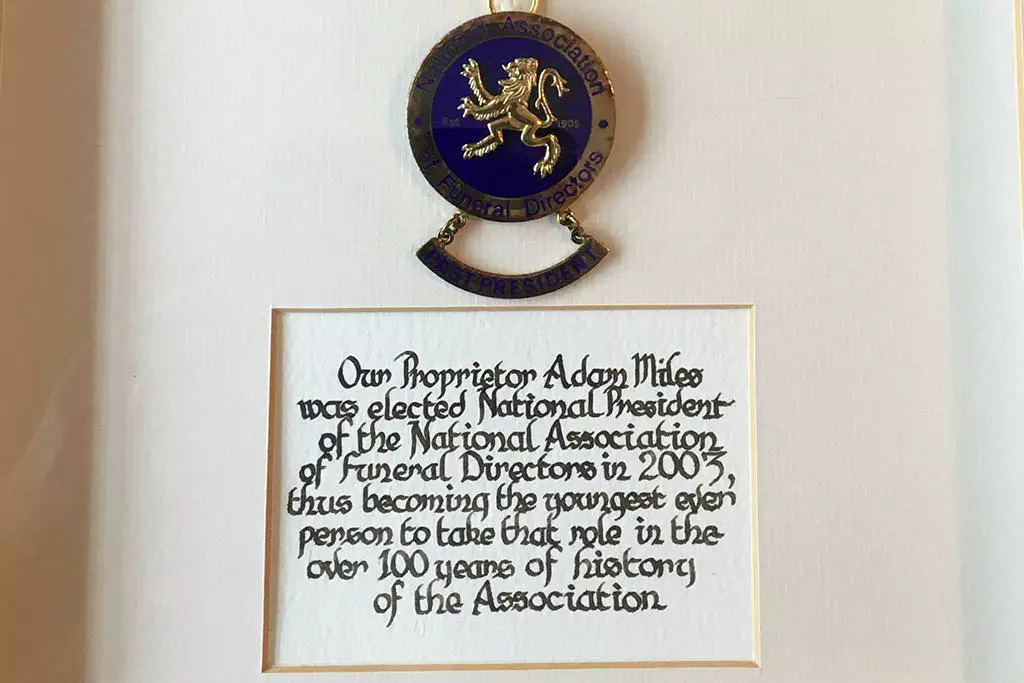 National Association
Est 1905
of Funeral Directors
PAST PRESIDENT
Our Proprietor Adam Miles
was elected National President
of the National Association
of Funeral Directors in 2003,
thus becoming the youngest ever
person to take that role in the
over 100 years of history
of the Association